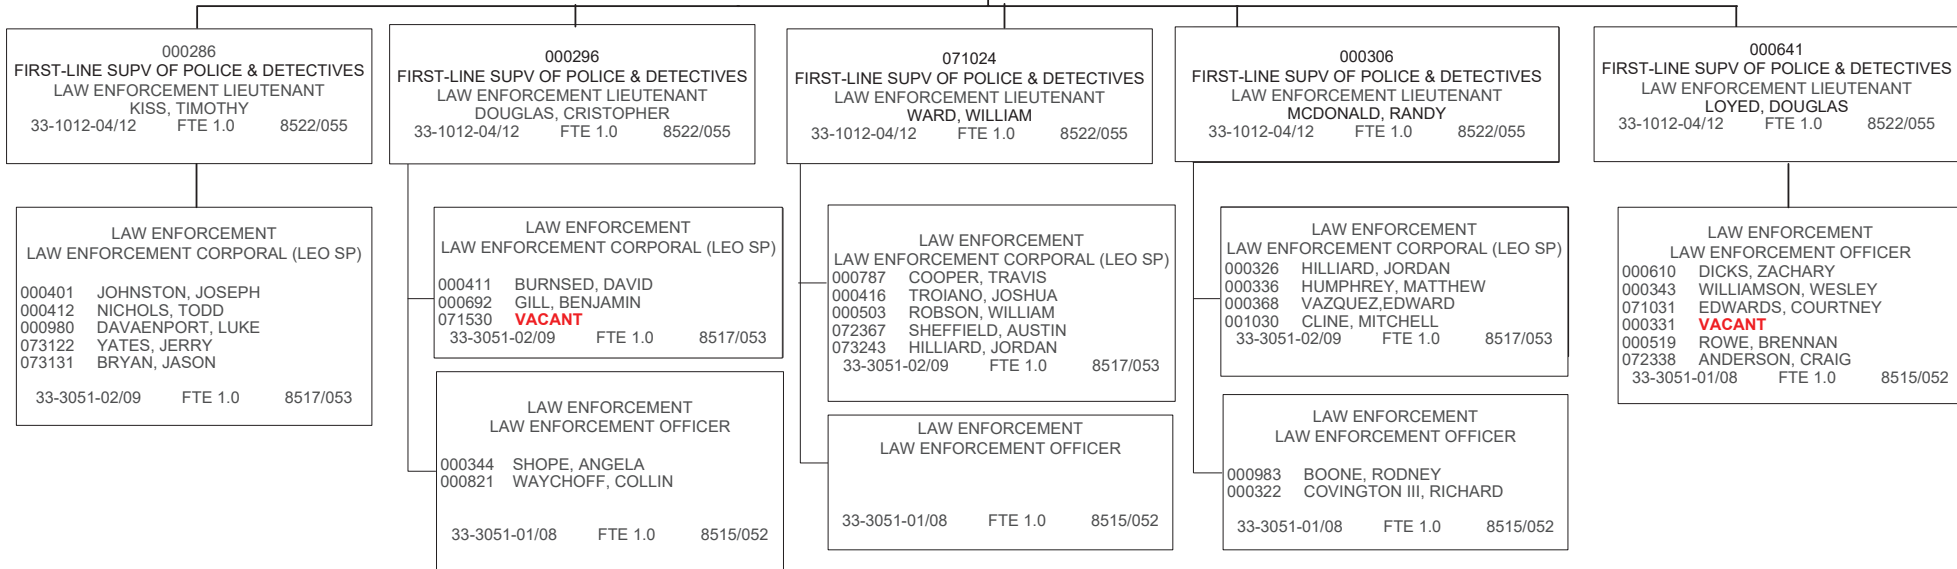 000286
FIRST-LINE SUPV OF POLICE & DETECTIVES
LAW ENFORCEMENT LIEUTENANT
KISS, TIMOTHY
33-1012-04/12 FTE 1.0 8522/055
LAW ENFORCEMENT
LAW ENFORCEMENT CORPORAL (LEO SP)
000401 JOHNSTON, JOSEPH
000412 NICHOLS, TODD
000980 DAVAENPORT, LUKE
073122 YATES, JERRY
073131 BRYAN, JASON
33-3051-02/09 FTE 1.0 8517/053
000296
FIRST-LINE SUPV OF POLICE & DETECTIVES
LAW ENFORCEMENT LIEUTENANT
DOUGLAS, CRISTOPHER
33-1012-04/12 FTE 1.0 8522/055
LAW ENFORCEMENT
LAW ENFORCEMENT CORPORAL (LEO SP)
000411 BURNSED, DAVID
000692 GILL, BENJAMIN
071530 VACANT
33-3051-02/09 FTE 1.0 8517/053
LAW ENFORCEMENT
LAW ENFORCEMENT OFFICER
000344 SHOPE, ANGELA
000821 WAYCHOFF, COLLIN
33-3051-01/08 FTE 1.0 8515/052
071024
FIRST-LINE SUPV OF POLICE & DETECTIVES
LAW ENFORCEMENT LIEUTENANT
WARD, WILLIAM
33-1012-04/12 FTE 1.0 8522/055
LAW ENFORCEMENT
LAW ENFORCEMENT CORPORAL (LEO SP)
000787 COOPER, TRAVIS
000416 TROIANO, JOSHUA
000503 ROBSON, WILLIAM
072367 SHEFFIELD, AUSTIN
073243 HILLIARD, JORDAN
33-3051-02/09 FTE 1.0 8517/053
LAW ENFORCEMENT
LAW ENFORCEMENT OFFICER
33-3051-01/08 FTE 1.0 8515/052
000306
FIRST-LINE SUPV OF POLICE & DETECTIVES
LAW ENFORCEMENT LIEUTENANT
MCDONALD, RANDY
33-1012-04/12 FTE 1.0 8522/055
LAW ENFORCEMENT
LAW ENFORCEMENT CORPORAL (LEO SP)
000326 HILLIARD, JORDAN
000336 HUMPHREY, MATTHEW
000368 VAZQUEZ,EDWARD
001030 CLINE, MITCHELL
33-3051-02/09 FTE 1.0 8517/053
LAW ENFORCEMENT
LAW ENFORCEMENT OFFICER
000983 BOONE, RODNEY
000322 COVINGTON III, RICHARD
33-3051-01/08 FTE 1.0 8515/052
000641
FIRST-LINE SUPV OF POLICE & DETECTIVES
LAW ENFORCEMENT LIEUTENANT
LOYED, DOUGLAS
33-1012-04/12 FTE 1.0 8522/055
LAW ENFORCEMENT
LAW ENFORCEMENT OFFICER
000610 DICKS, ZACHARY
000343 WILLIAMSON, WESLEY
071031 EDWARDS, COURTNEY
000331 VACANT
000519 ROWE, BRENNAN
072338 ANDERSON, CRAIG
33-3051-01/08 FTE 1.0 8515/052